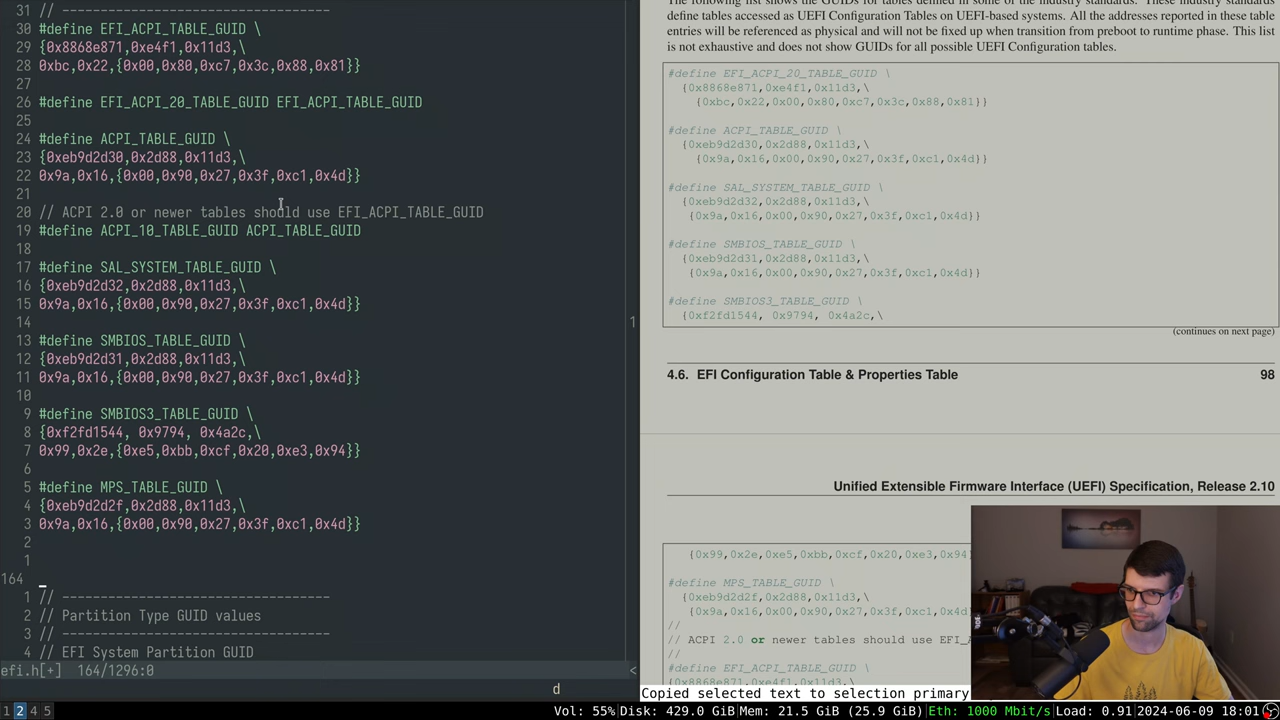 31 // -----------------------------------
30 #define EFI_ACPI_TABLE_GUID \
29 {0x8868e871,0xe4f1,0x11d3,\
28 0xbc,0x22,{0x00,0x80,0xc7,0x3c,0x88,0x81}}
27
26 #define EFI_ACPI_20_TABLE_GUID EFI_ACPI_TABLE_GUID
25
24 #define ACPI_TABLE_GUID \
23 {0xeb9d2d30,0x2d88,0x11d3,\
22 0x9a,0x16,{0x00,0x90,0x27,0x3f,0xc1,0x4d}}
21
20 // ACPI 2.0 or newer tables should use EFI_ACPI_TABLE_GUID
19 #define ACPI_10_TABLE_GUID ACPI_TABLE_GUID
18
17 #define SAL_SYSTEM_TABLE_GUID \
16 {0xeb9d2d32,0x2d88,0x11d3,\
15 0x9a,0x16,{0x00,0x90,0x27,0x3f,0xc1,0x4d}}
14
13 #define SMBIOS_TABLE_GUID \
12 {0xeb9d2d31,0x2d88,0x11d3,\
11 0x9a,0x16,{0x00,0x90,0x27,0x3f,0xc1,0x4d}}
10
9 #define SMBIOS3_TABLE_GUID \
8 {0xf2fd1544, 0x9794, 0x4a2c,\
7 0x99,0x2e,{0xe5,0xbb,0xcf,0x20,0xe3,0x94}}
6
5 #define MPS_TABLE_GUID \
4 {0xeb9d2d2f,0x2d88,0x11d3,\
3 0x9a,0x16,{0x00,0x90,0x27,0x3f,0xc1,0x4d}}
2
1
164
1 // -----------------------------------
2 // Partition Type GUID values
3 // -----------------------------------
4 // EFI System Partition GUID
efi.h[+] 164/1296:0 <
d
1
The following list shows the GUIDs for tables defined in some of the industry standards. These industry standards
define tables accessed as UEFI Configuration Tables on UEFI-based systems. All the addresses reported in these table
entries will be referenced as physical and will not be fixed up when transition from preboot to runtime phase. This list
is not exhaustive and does not show GUIDs for all possible UEFI Configuration tables.
#define EFI_ACPI_20_TABLE_GUID \
{0x8868e871,0xe4f1,0x11d3,\
{0xbc,0x22,0x00,0x80,0xc7,0x3c,0x88,0x81}}
#define ACPI_TABLE_GUID \
{0xeb9d2d30,0x2d88,0x11d3,\
{0x9a,0x16,0x00,0x90,0x27,0x3f,0xc1,0x4d}}
#define SAL_SYSTEM_TABLE_GUID \
{0xeb9d2d32,0x2d88,0x11d3,\
{0x9a,0x16,0x00,0x90,0x27,0x3f,0xc1,0x4d}}
#define SMBIOS_TABLE_GUID \
{0xeb9d2d31,0x2d88,0x11d3,\
{0x9a,0x16,0x00,0x90,0x27,0x3f,0xc1,0x4d}}
#define SMBIOS3_TABLE_GUID \
{0xf2fd1544, 0x9794, 0x4a2c,\
(continues on next page)
4.6. EFI Configuration Table & Properties Table 98
Unified Extensible Firmware Interface (UEFI) Specification, Release 2.10
{0x99,0x2e,0xe5,0xbb,0xcf,0x20,0xe3,0x94}
#define MPS_TABLE_GUID \
{0xeb9d2d2f,0x2d88,0x11d3,\
{0x9a,0x16,0x00,0x90,0x27,0x3f,0xc1,0x4d
//
// ACPI 2.0 or newer tables should use EFI_A
//
#define EFI_ACPI_TABLE_GUID \
{0x8868e871,0xe4f1,0x11d3,\
Copied selected text to selection primary
1 2 4 5 Vol: 55%|Disk: 429.0 GiB|Mem: 21.5 GiB (25.9 GiB)|Eth: 1000 Mbit/s|Load: 0.91|2024-06-09 18:01